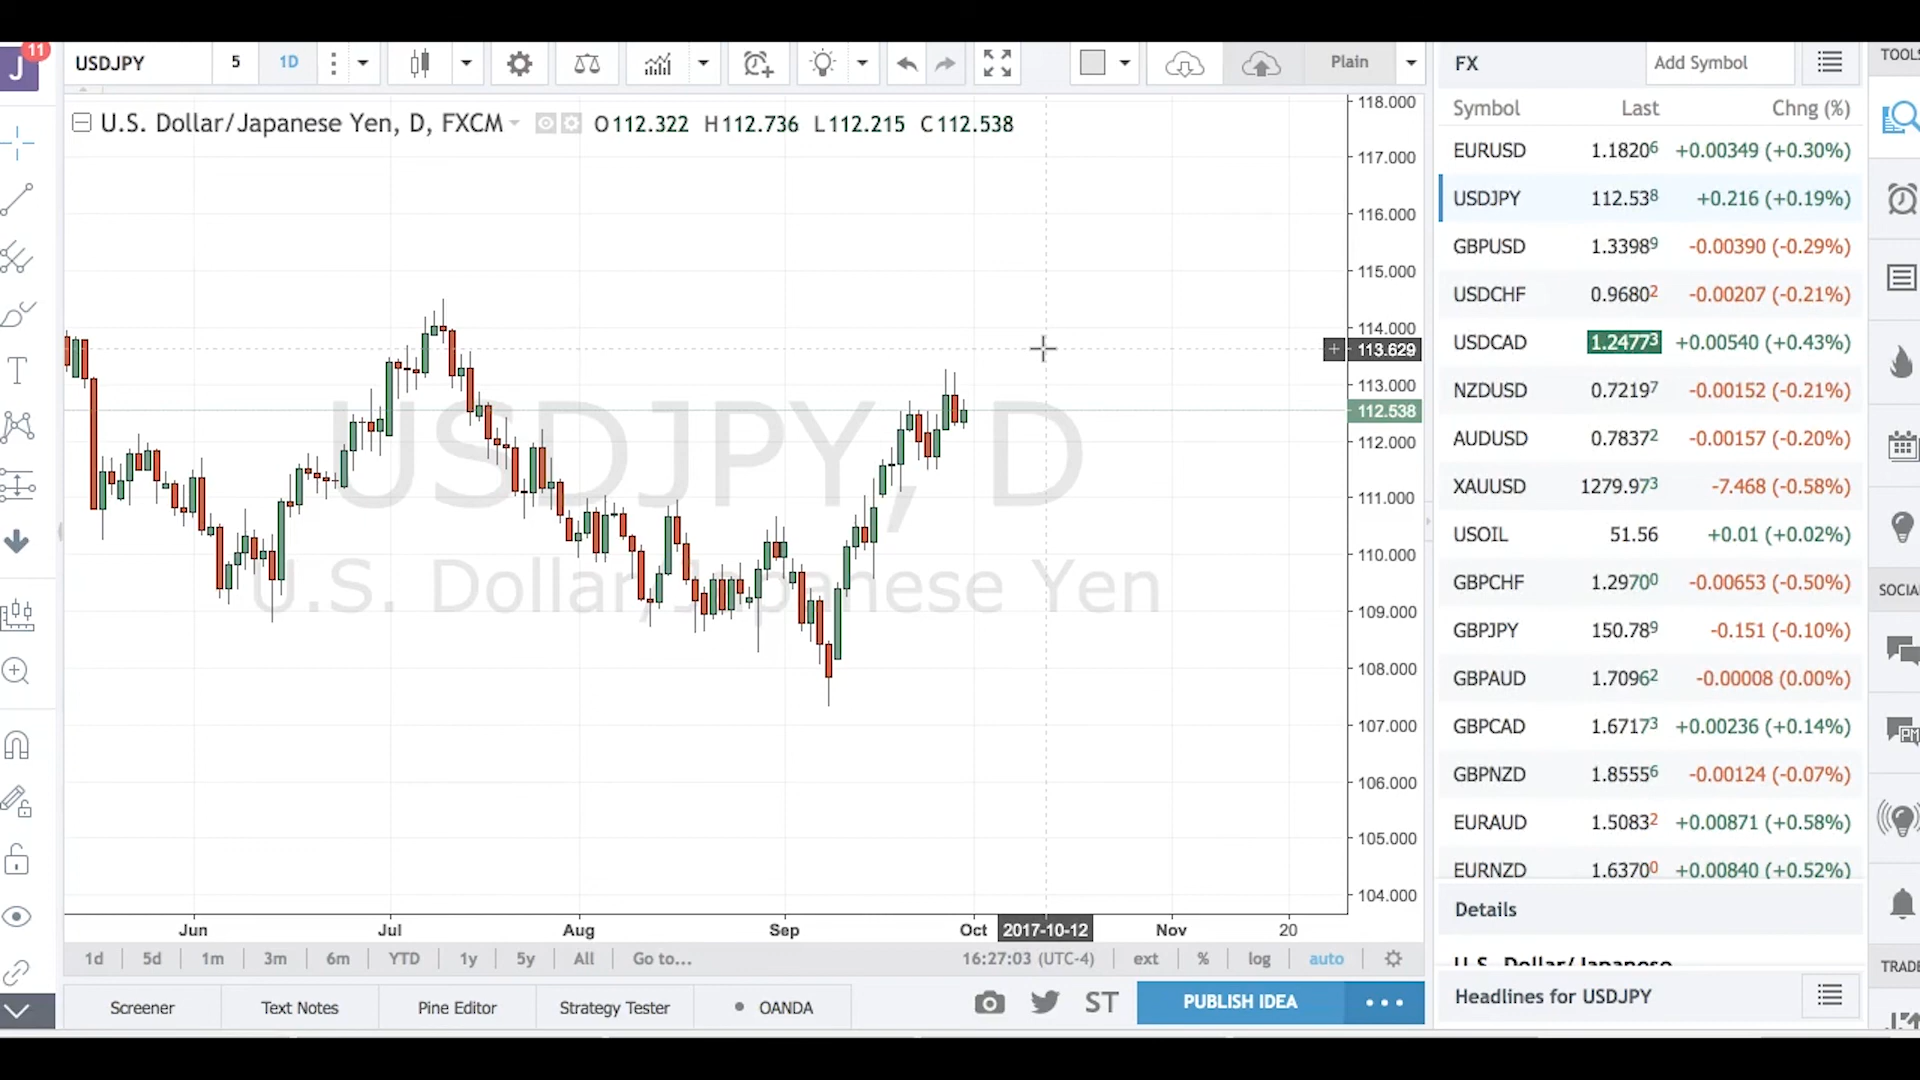 11
J
USDJPY 5 1D Plain
FX Add Symbol TOOLS
U.S. Dollar/Japanese Yen, D, FXCM O112.322 H112.736 L112.215 C112.538
USDJPY, D
U.S. Dollar/Japanese Yen
118.000
117.000
116.000
115.000
114.000
113.629
113.000
112.538
112.000
111.000
110.000
109.000
108.000
107.000
106.000
105.000
104.000
Jun Jul Aug Sep Oct 2017-10-12 Nov 20
1d 5d 1m 3m 6m YTD 1y 5y All Go to... 16:27:03 (UTC-4) ext % log auto
Screener Text Notes Pine Editor Strategy Tester OANDA ST PUBLISH IDEA
Symbol Last Chng (%)
EURUSD 1.18206 +0.00349 (+0.30%)
USDJPY 112.538 +0.216 (+0.19%)
GBPUSD 1.33989 -0.00390 (-0.29%)
USDCHF 0.96802 -0.00207 (-0.21%)
USDCAD 1.24773 +0.00540 (+0.43%)
NZDUSD 0.72197 -0.00152 (-0.21%)
AUDUSD 0.78372 -0.00157 (-0.20%)
XAUUSD 1279.973 -7.468 (-0.58%)
USOIL 51.56 +0.01 (+0.02%)
GBPCHF 1.29700 -0.00653 (-0.50%)
GBPJPY 150.789 -0.151 (-0.10%)
GBPAUD 1.70962 -0.00008 (0.00%)
GBPCAD 1.67173 +0.00236 (+0.14%)
GBPNZD 1.85556 -0.00124 (-0.07%)
EURAUD 1.50832 +0.00871 (+0.58%)
EURNZD 1.63700 +0.00840 (+0.52%)
Details
U.S. Dollar/Japanese
Headlines for USDJPY
SOCIA
PM
TRADE